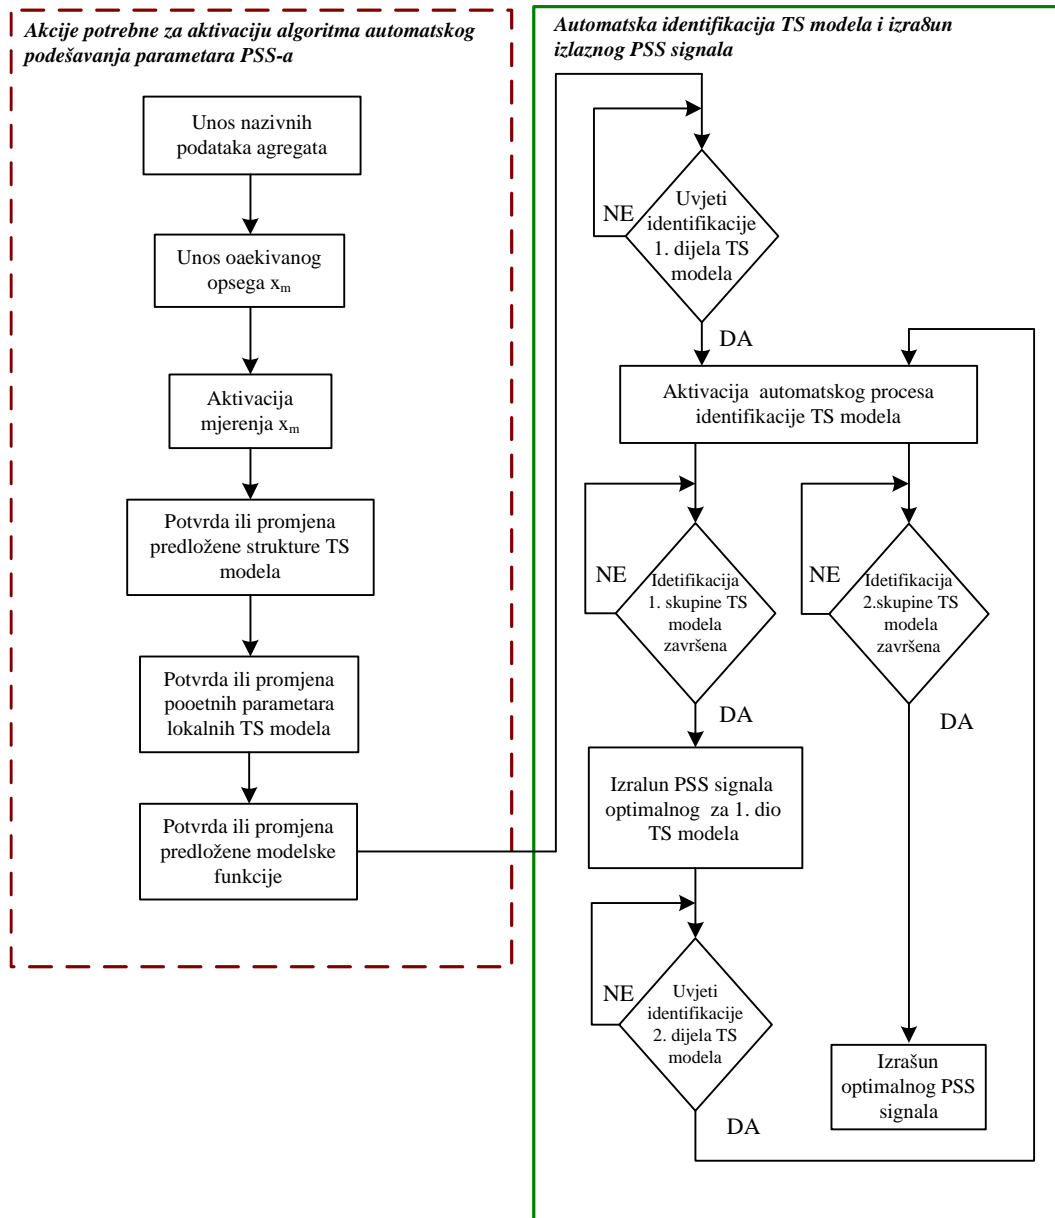 Akcije potrebne za aktivaciju algoritma automatskog
podešavanja parametara PSS-a
Unos nazivnih
podataka agregata
Unos oaekivanog
opsega xm
Aktivacija
mjerenja xm
Potvrda ili promjena
predložene strukture TS
modela
Potvrda ili promjena
pooetnih parametara
lokalnih TS modela
Potvrda ili promjena
predložene modelske
funkcije
Automatska identifikacija TS modela i izra8un
izlaznog PSS signala
NE
Uvjeti
identifikacije
1. dijela TS
modela
DA
Aktivacija automatskog procesa
identifikacije TS modela
NE
Idetifikacija
1. skupine TS
modela
završena
DA
NE
Idetifikacija
2.skupine TS
modela
završena
DA
Izralun PSS signala
optimalnog za 1. dio
TS modela
NE
Uvjeti
identifikacije
2. dijela TS
modela
DA
Izrašun
optimalnog PSS
signala